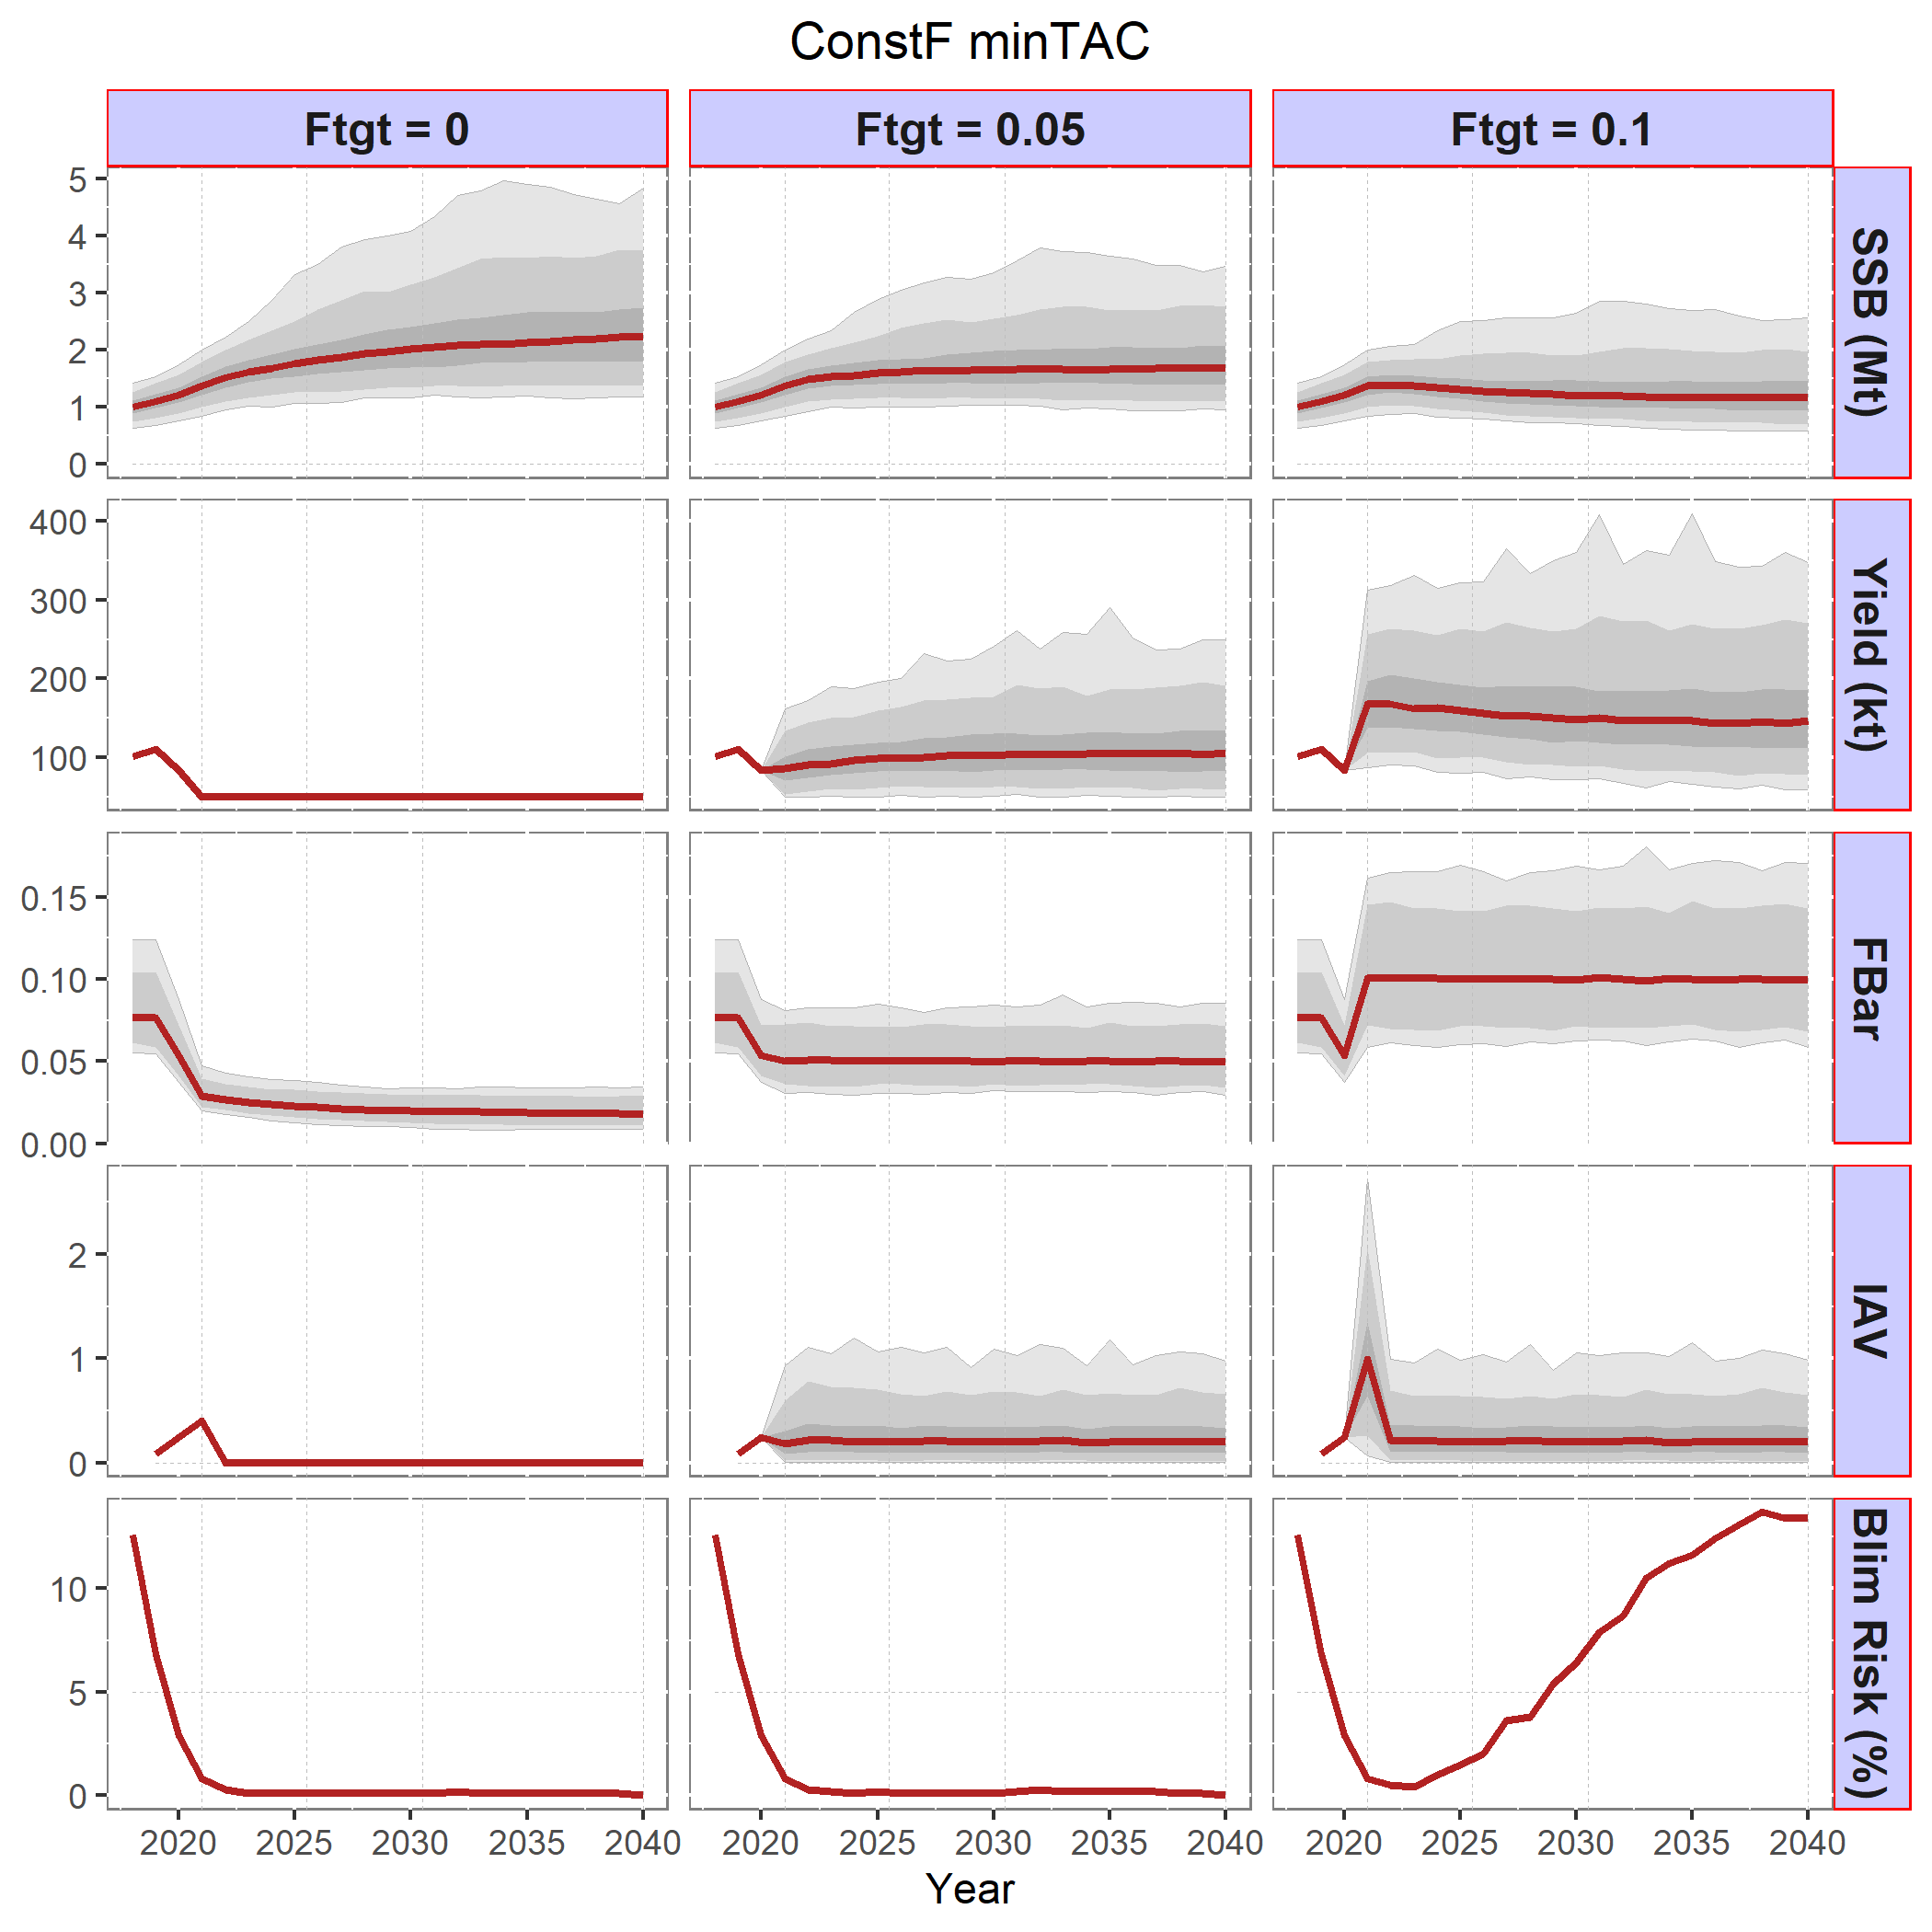 ConstF minTAC
Ftgt = 0
Ftgt = 0.05
Ftgt = 0.1
5
4
3
2
1
0
SSB (Mt)
400
300
200
100
Yield (kt)
0.15
0.10
0.05
0.00
FBar
2
1
0
IAV
10
5
0
Blim Risk (%)
2020 2025 2030 2035 2040 2020 2025 2030 2035 2040 2020 2025 2030 2035 2040
Year